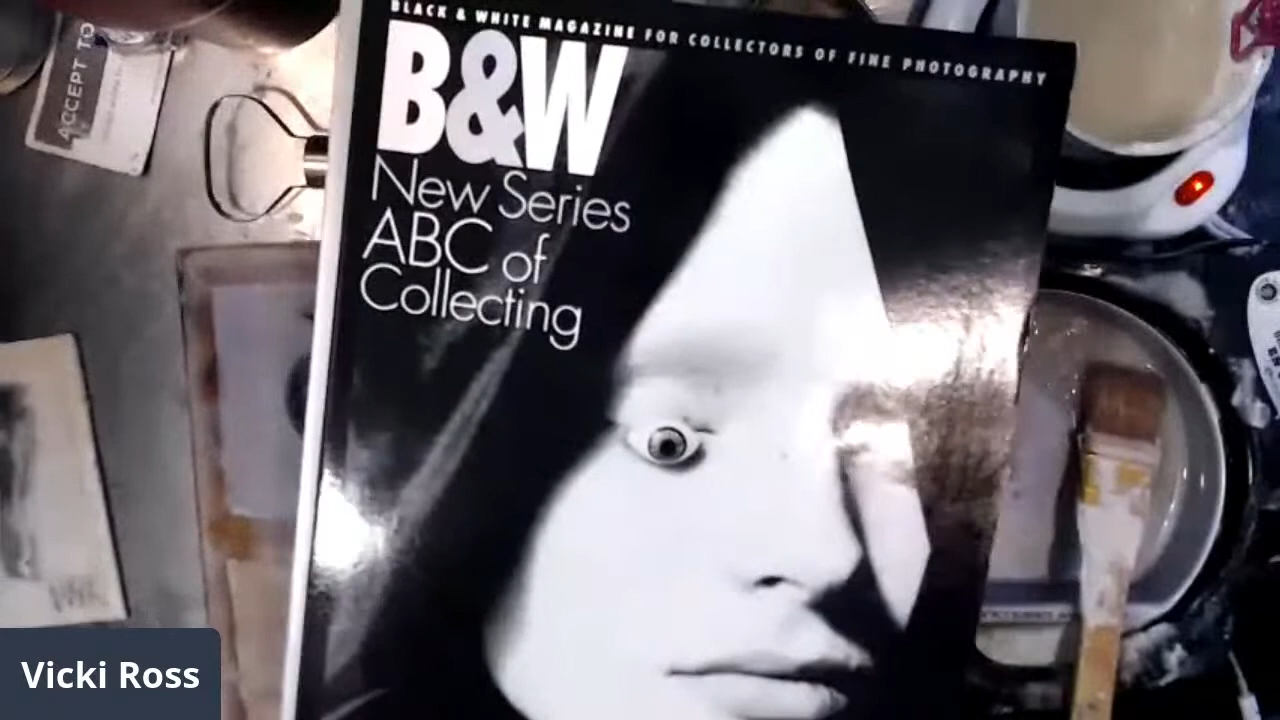 BLACK & WHITE MAGAZINE FOR COLLECTORS OF FINE PHOTOGRAPHY
B&W
New Series
ABC of
Collecting
ACCEPT TO
Vicki Ross